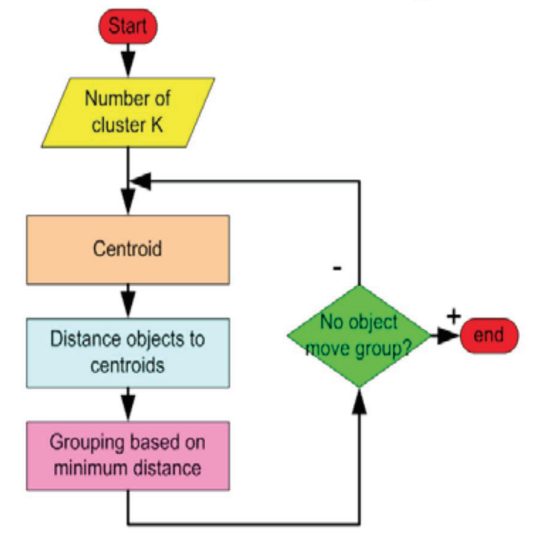 Start
Number of
cluster K
Centroid
Distance objects to
centroids
Grouping based on
minimum distance
-
No object
move group?
+
end